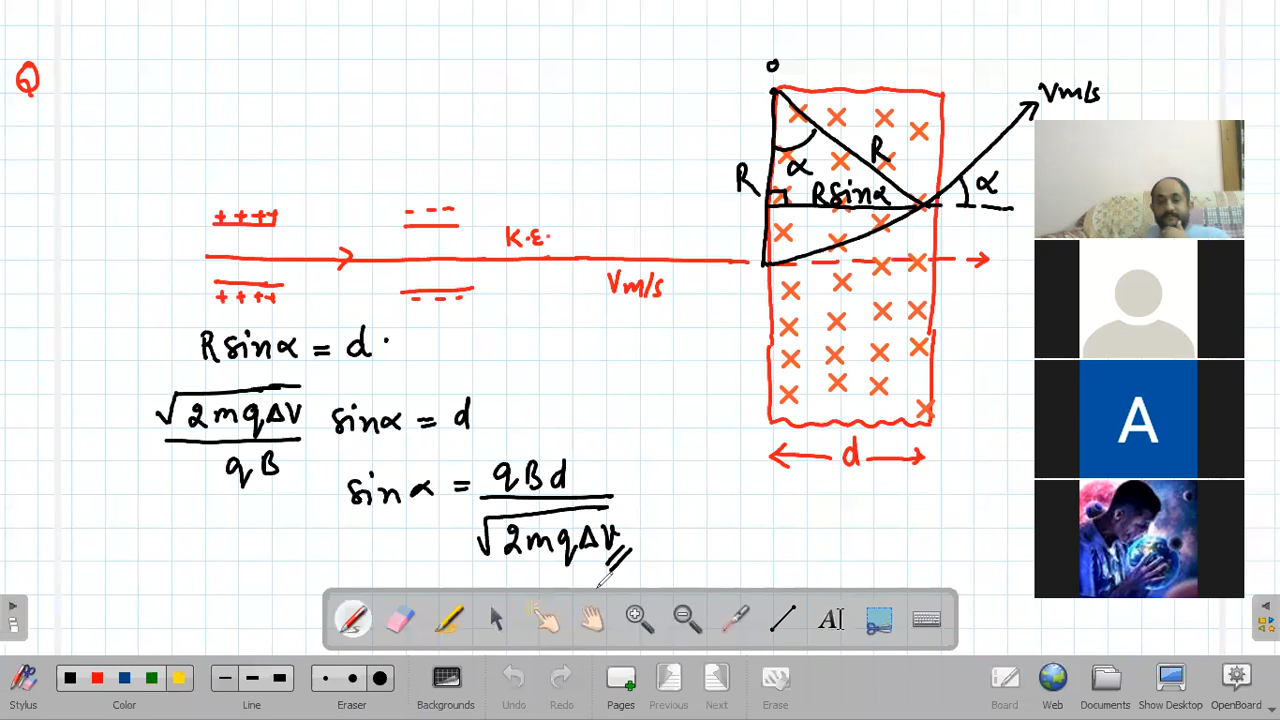 Q
O
Vm/s
α
R
α
R
R sinα
+ + + +
- - -
K.E.
Vm/s
+ + + +
- - - -
R sinα = d.
√2mqΔV sinα = d
qB
sinα = qBd
√2mqΔV
d
A
Color
Line
Eraser
Backgrounds
Undo
Redo
Pages
Previous
Next
Erase
Board
Web
Documents
Show Desktop
OpenBoard